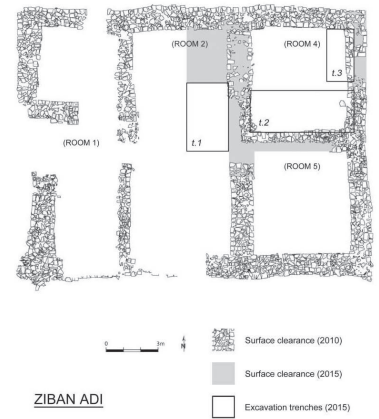 (ROOM 2)
(ROOM 4)
t.3
t.2
t.1
(ROOM 1)
(ROOM 5)
0 3m
N
Surface clearance (2010)
Surface clearance (2015)
Excavation trenches (2015)
ZIBAN ADI